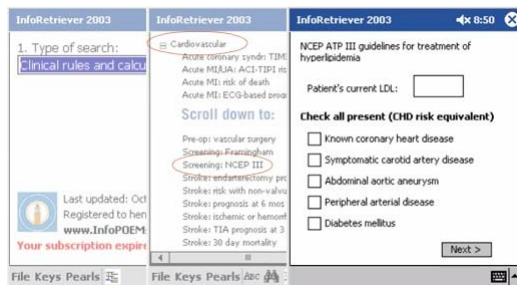 InfoRetriever 2003
1. Type of search:
Clinical rules and calcu
Last updated: Oct
Registered to hen
www.InfoPOEM
Your subscription expire
File Keys Pearls
InfoRetriever 2003
Cardiovascular
Acute coronary syndr: TIMI
Acute MI/UA: ACI-TIPI ris
Acute MI: risk of death
Acute MI: ECG-based prog
Scroll down to:
Pre-op: vascular surgery
Screening: Framingham
Screening: NCEP III
Stroke: endarterectomy pro
Stroke: risk with non-valvu
Stroke: prognosis at 6 mos
Stroke: ischemic or hemorrh
Stroke: TIA prognosis at 3
Stroke: 30 day mortality
File Keys Pearls ABC
InfoRetriever 2003 8:50
NCEP ATP III guidelines for treatment of
hyperlipidemia
Patient's current LDL:
Check all present (CHD risk equivalent)
Known coronary heart disease
Symptomatic carotid artery disease
Abdominal aortic aneurysm
Peripheral arterial disease
Diabetes mellitus
Next >